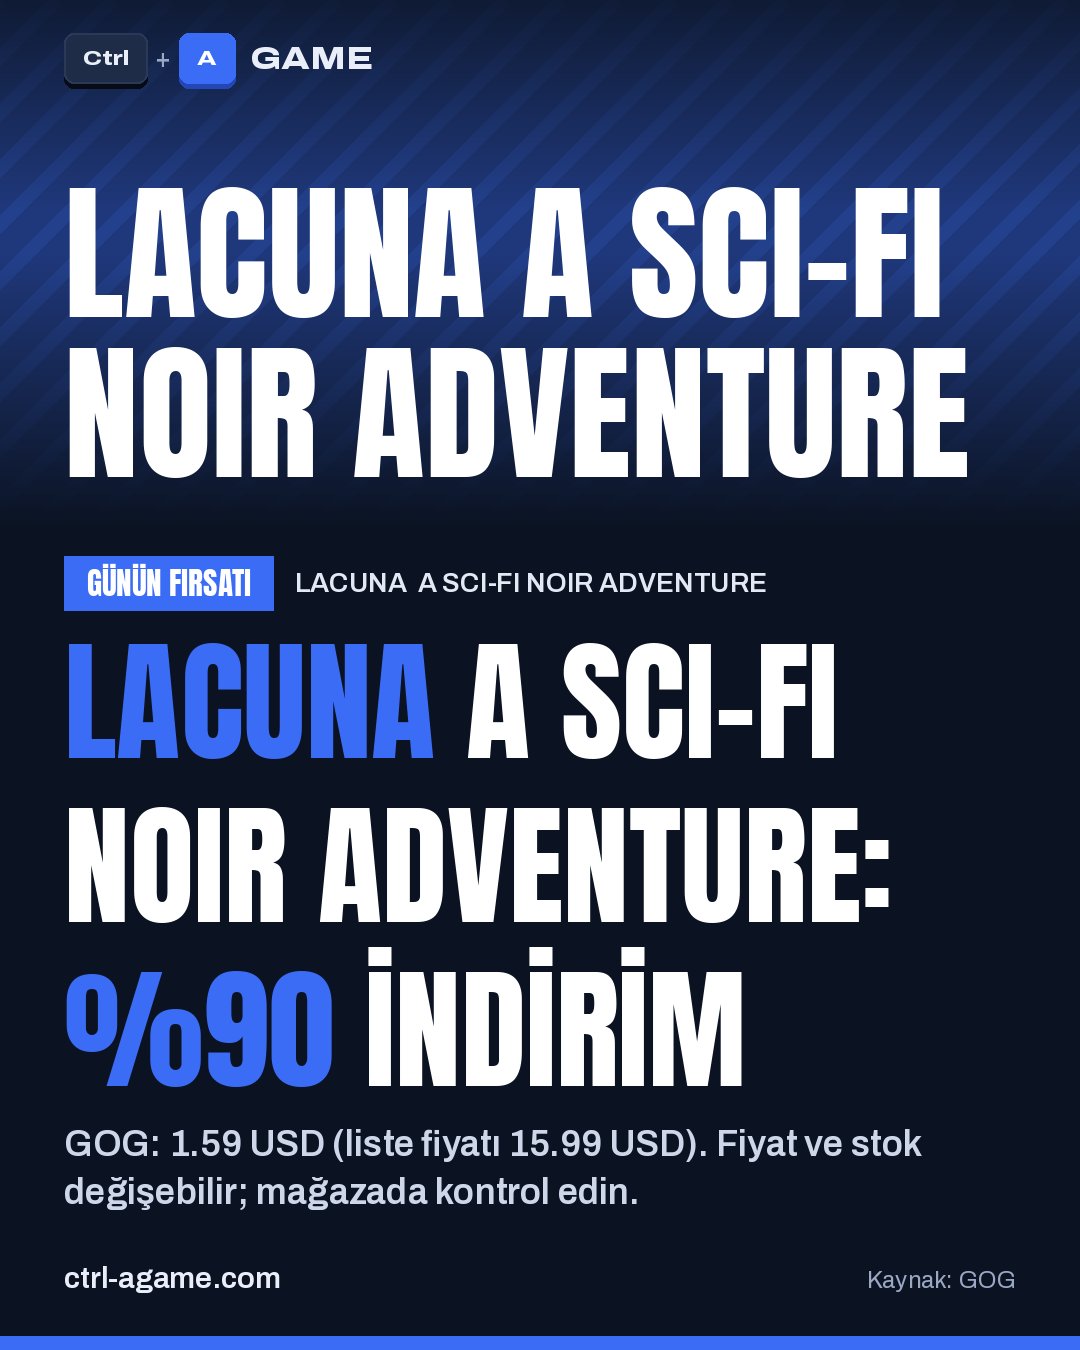 Ctrl + A GAME
LACUNA A SCI-FI
NOIR ADVENTURE
GÜNÜN FIRSATI LACUNA A SCI-FI NOIR ADVENTURE
LACUNA A SCI-FI
NOIR ADVENTURE:
%90 İNDİRİM
GOG: 1.59 USD (liste fiyatı 15.99 USD). Fiyat ve stok
değişebilir; mağazada kontrol edin.
ctrl-agame.com Kaynak: GOG